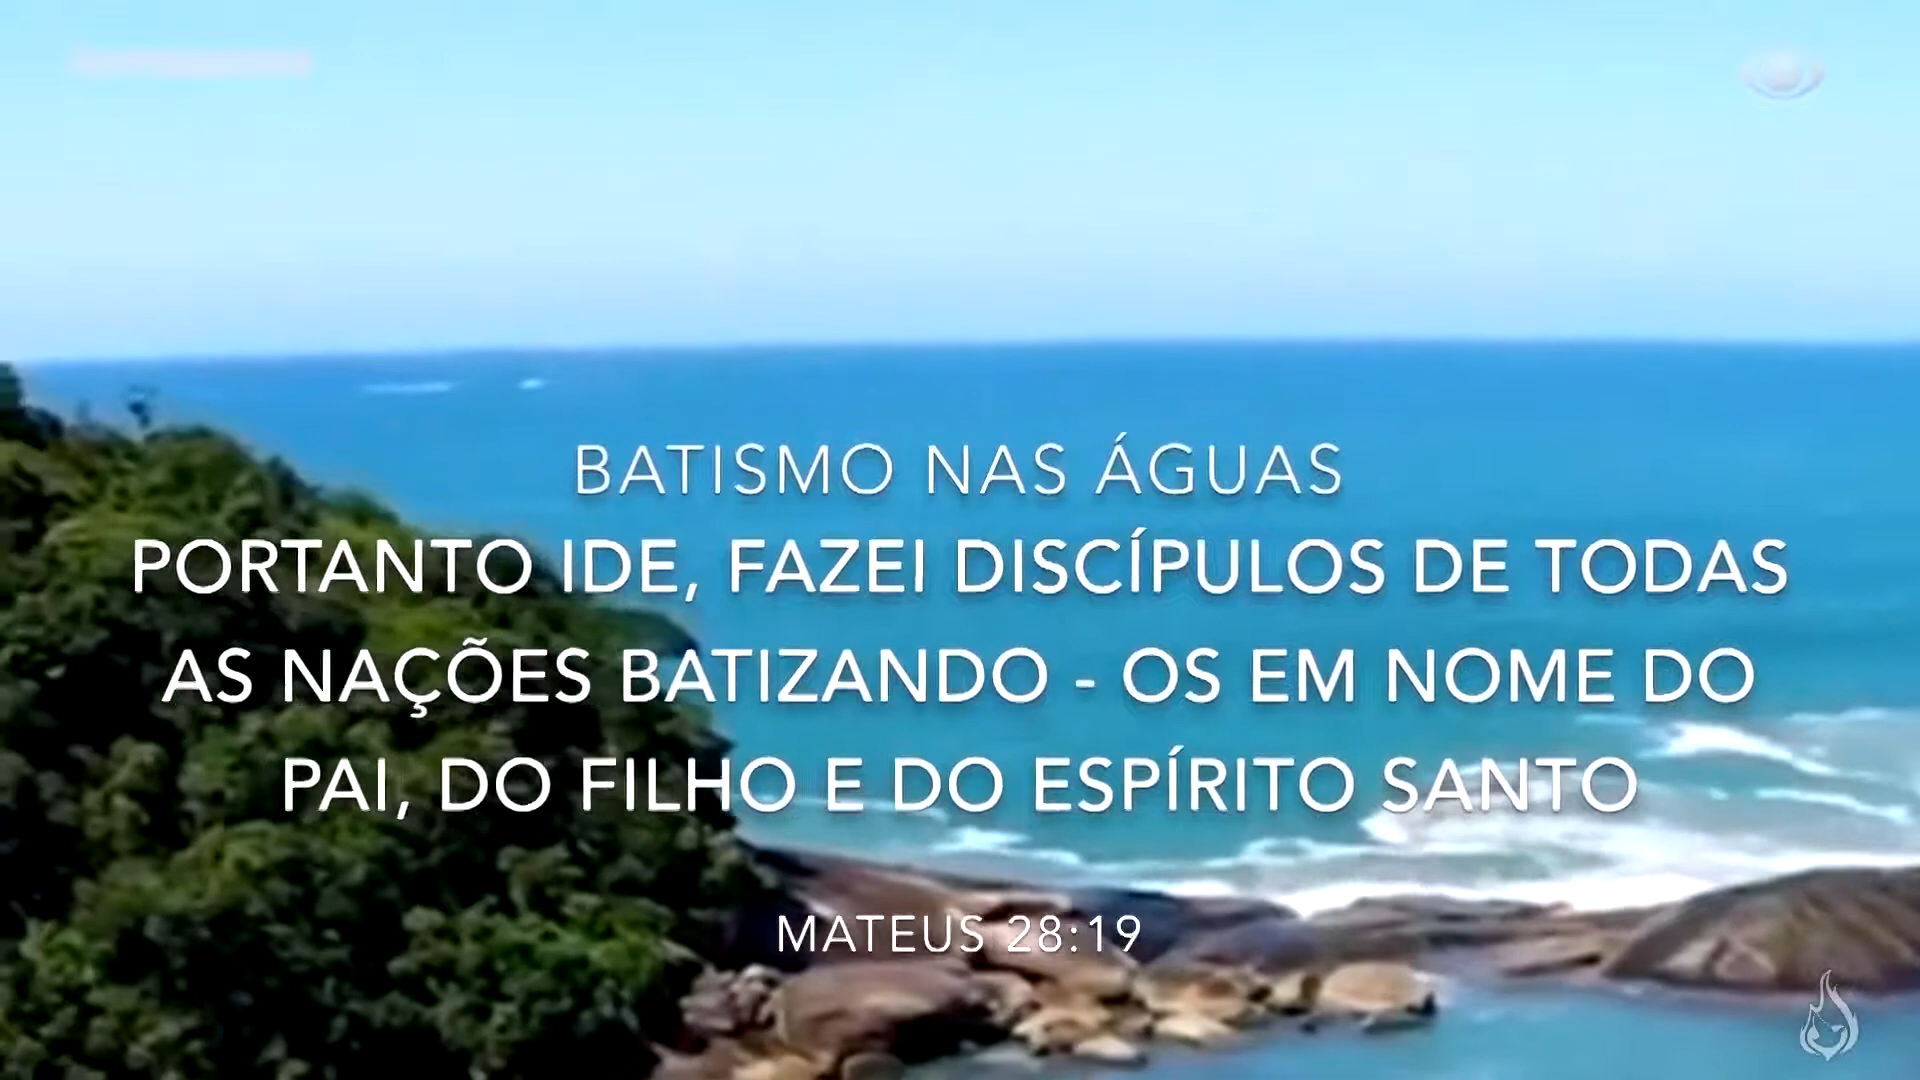 BATISMO NAS ÁGUAS
PORTANTO IDE, FAZEI DISCÍPULOS DE TODAS
AS NAÇÕES BATIZANDO - OS EM NOME DO
PAI, DO FILHO E DO ESPÍRITO SANTO
MATEUS 28:19